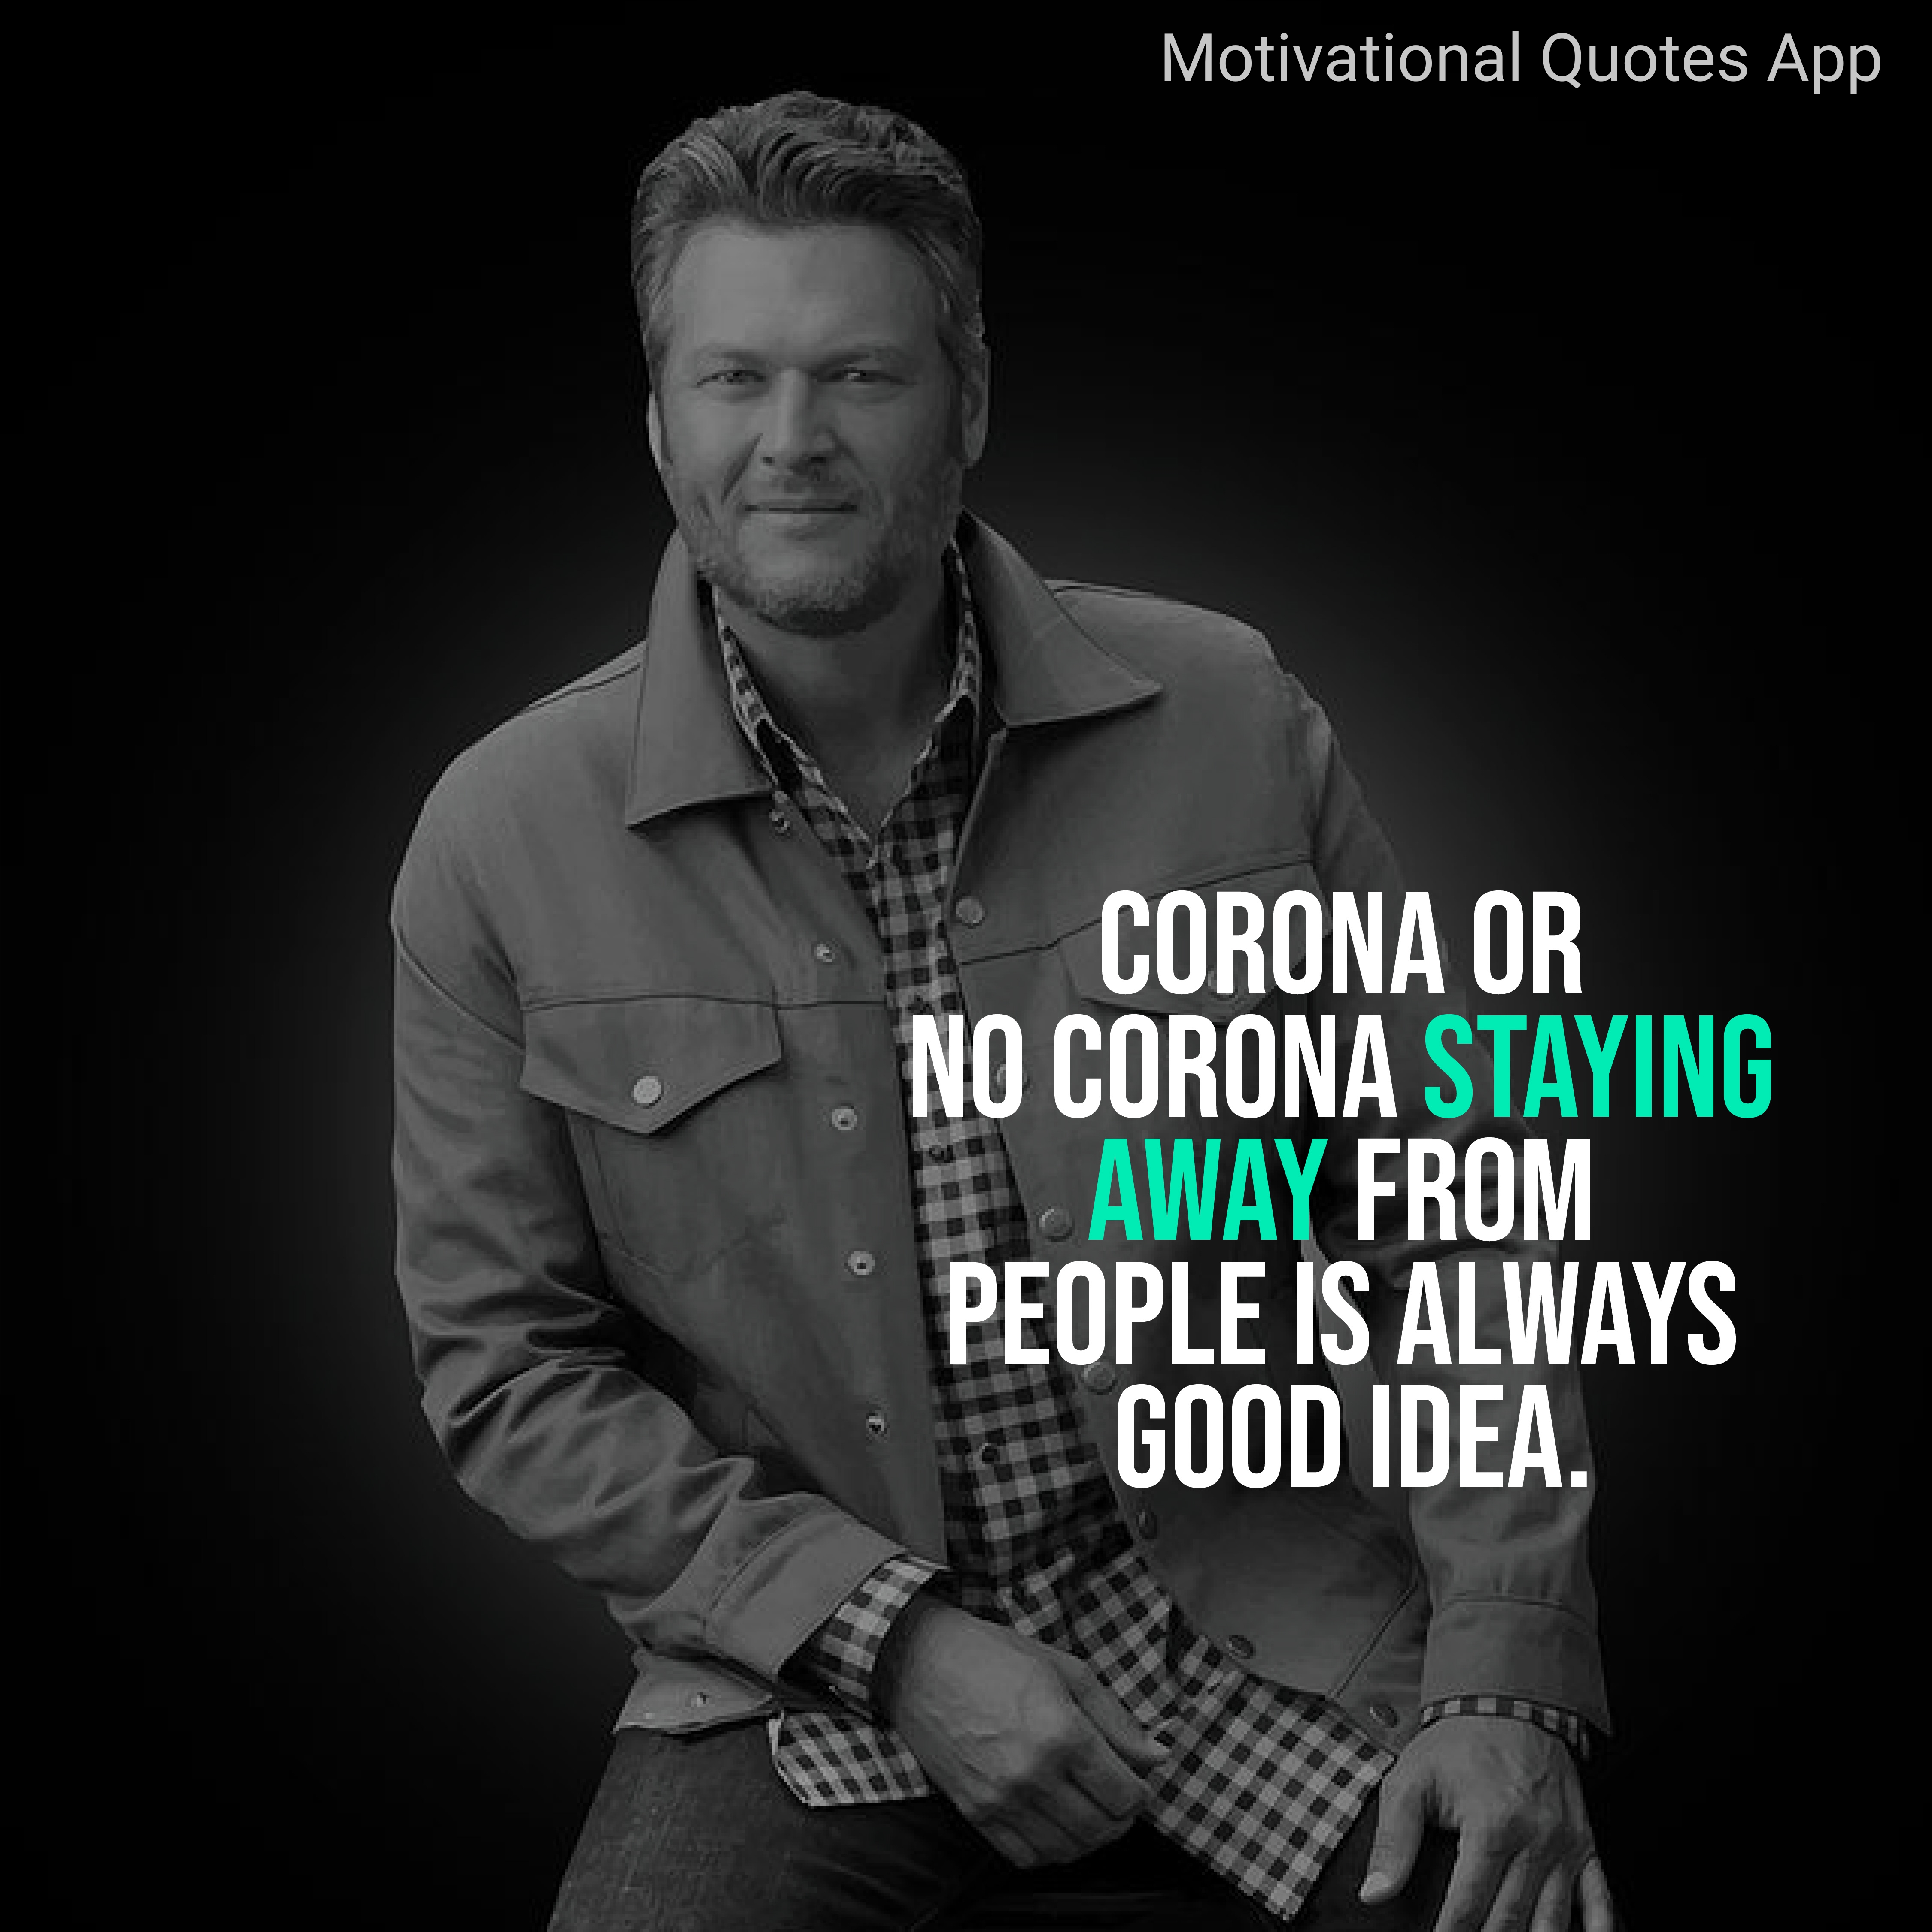 Motivational Quotes App
CORONA OR
NO CORONA STAYING
AWAY FROM
PEOPLE IS ALWAYS
GOOD IDEA.